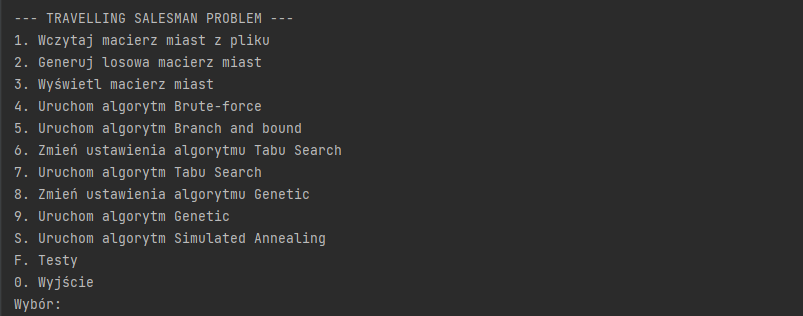 --- TRAVELLING SALESMAN PROBLEM ---
1. Wczytaj macierz miast z pliku
2. Generuj losowa macierz miast
3. Wyświetl macierz miast
4. Uruchom algorytm Brute-force
5. Uruchom algorytm Branch and bound
6. Zmień ustawienia algorytmu Tabu Search
7. Uruchom algorytm Tabu Search
8. Zmień ustawienia algorytmu Genetic
9. Uruchom algorytm Genetic
S. Uruchom algorytm Simulated Annealing
F. Testy
0. Wyjście
Wybór: